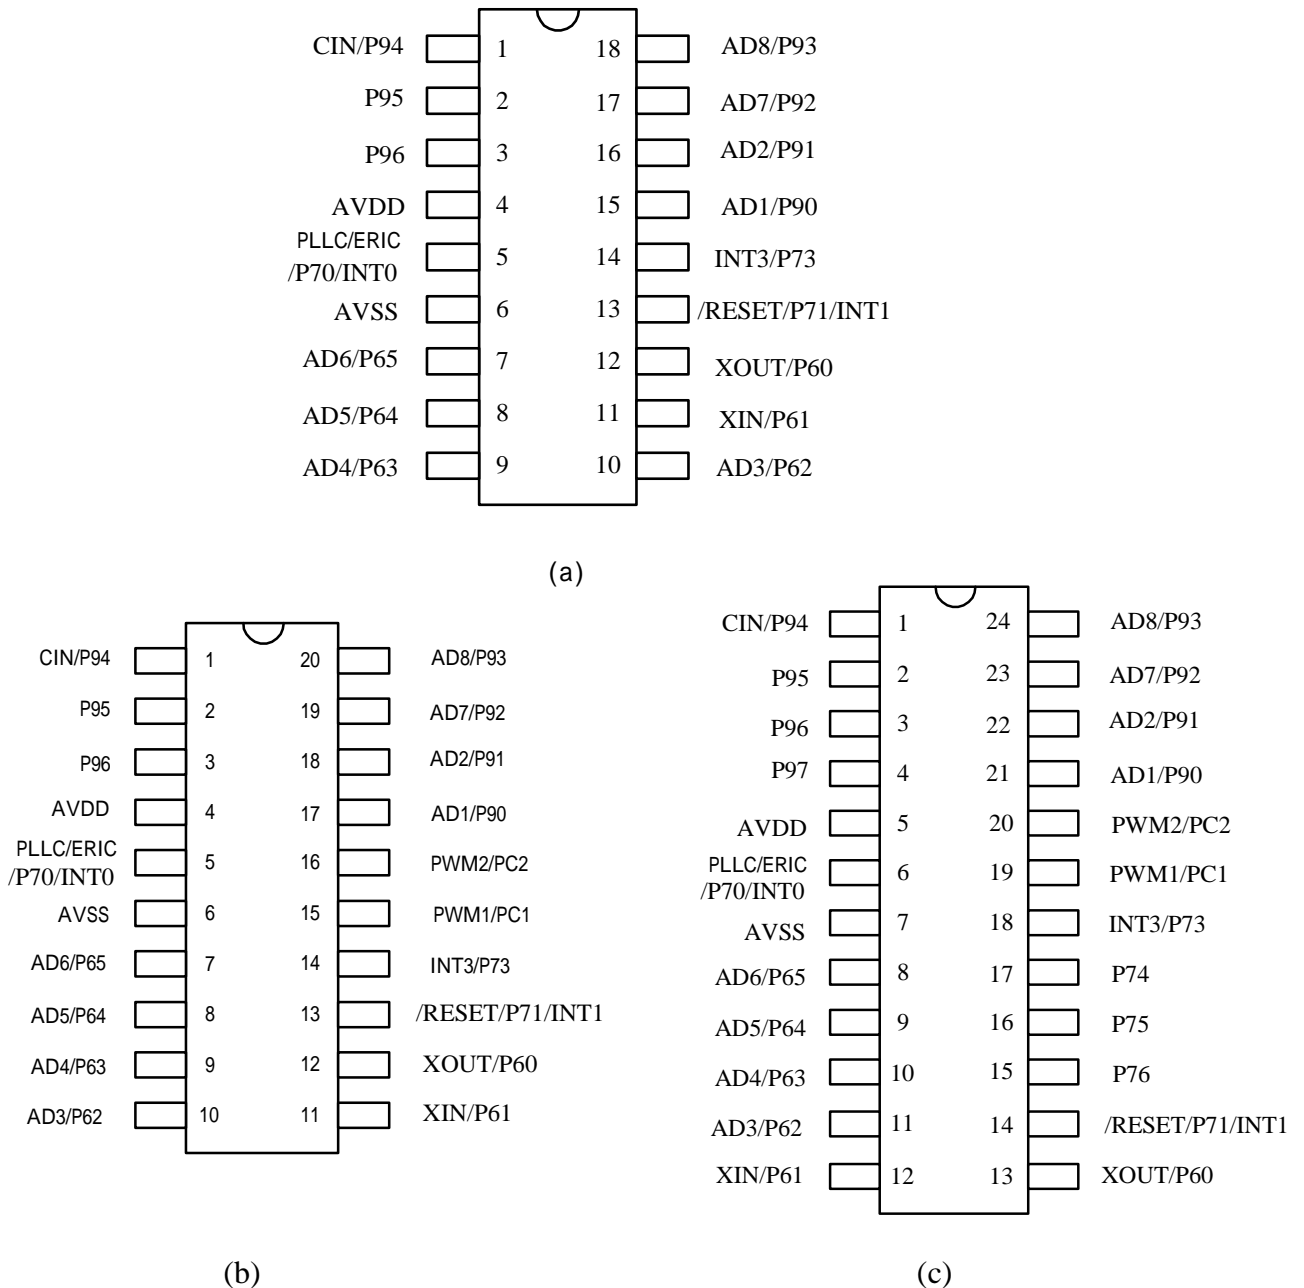 CIN/P94 1 18 AD8/P93
P95 2 17 AD7/P92
P96 3 16 AD2/P91
AVDD 4 15 AD1/P90
PLLC/ERIC
/P70/INT0 5 14 INT3/P73
AVSS 6 13 /RESET/P71/INT1
AD6/P65 7 12 XOUT/P60
AD5/P64 8 11 XIN/P61
AD4/P63 9 10 AD3/P62
(a)
CIN/P94 1 20 AD8/P93
P95 2 19 AD7/P92
P96 3 18 AD2/P91
AVDD 4 17 AD1/P90
PLLC/ERIC
/P70/INT0 5 16 PWM2/PC2
AVSS 6 15 PWM1/PC1
AD6/P65 7 14 INT3/P73
AD5/P64 8 13 /RESET/P71/INT1
AD4/P63 9 12 XOUT/P60
AD3/P62 10 11 XIN/P61
(b)
CIN/P94 1 24 AD8/P93
P95 2 23 AD7/P92
P96 3 22 AD2/P91
P97 4 21 AD1/P90
AVDD 5 20 PWM2/PC2
PLLC/ERIC
/P70/INT0 6 19 PWM1/PC1
AVSS 7 18 INT3/P73
AD6/P65 8 17 P74
AD5/P64 9 16 P75
AD4/P63 10 15 P76
AD3/P62 11 14 /RESET/P71/INT1
XIN/P61 12 13 XOUT/P60
(c)